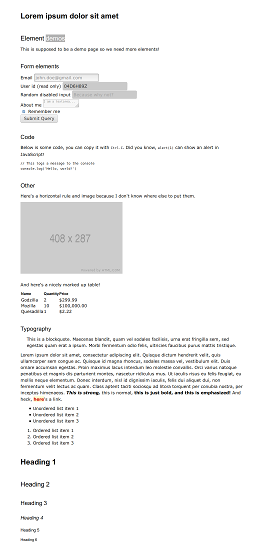 Lorem ipsum dolor sit amet
Element demos
This is supposed to be a demo page so we need more elements!
Form elements
Email john.doe@gmail.com
User id (read only)
Random disabled input
About me
Remember me
Submit Query
Code
Below is some code, you can copy it with Ctrl-C. Did you know, alert(1) can show an alert in
JavaScript!
// This logs a message to the console
console.log('Hello, world!')
Other
Here's a horizontal rule and image because I don't know where else to put them.
408 x 287
And here's a nicely marked up table!
Name Quantity Price
Godzilla 2 $299.99
Mozilla 10 $100,000.00
Quesadilla 1 $2.22
Typography
This is a blockquote. Maecenas blandit, quam vel sodales facilisis, urna erat fringilla sem, sed
egestas quam erat a ipsum. Morbi fermentum odio felis, ultricies faucibus purus mattis tristique.
Lorem ipsum dolor sit amet, consectetur adipiscing elit. Quisque dictum hendrerit velit, quis
ullamcorper sem congue ac. Quisque id magna rhoncus, sodales massa vel, vestibulum elit. Duis
ornare accumsan egestas. Proin maximus lacus interdum leo molestie convallis. Orci varius natoque
penatibus et magnis dis parturient montes, nascetur ridiculus mus. Ut iaculis risus eu felis feugiat, eu
mollis neque elementum. Donec interdum, nisi id dignissim iaculis, felis dui aliquet dui, non
fermentum velit lectus ac quam. Class aptent taciti sociosqu ad litora torquent per conubia nostra, per
inceptos himenaeos. This is strong, this is normal, this is just bold, and this is emphasized! And
heck, here's a link.
Unordered list item 1
Unordered list item 2
Unordered list item 3
1. Ordered list item 1
2. Ordered list item 2
3. Ordered list item 3
Heading 1
Heading 2
Heading 3
Heading 4
Heading 5
Heading 6